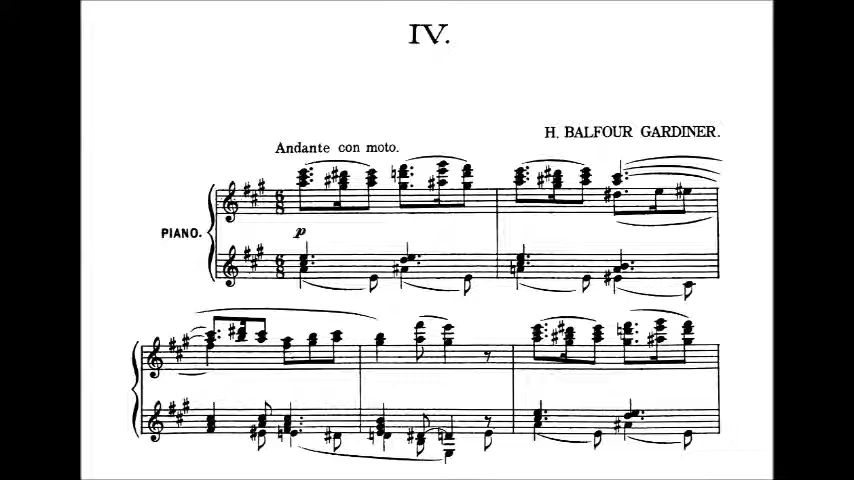 IV.
H. BALFOUR GARDINER.
Andante con moto.
p
PIANO.